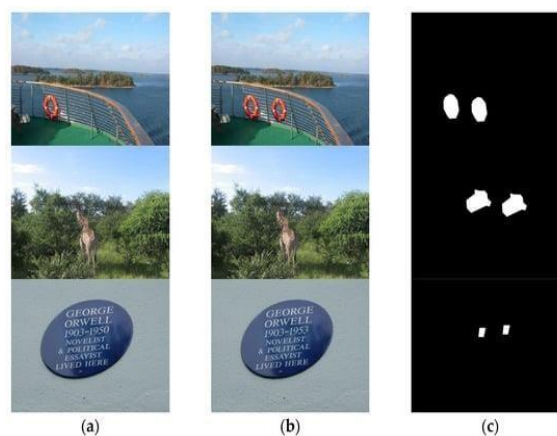 GEORGE
ORWELL
1903-1950
NOVELIST
& POLITICAL
ESSAYIST
LIVED HERE
GEORGE
ORWELL
1903-1953
NOVELIST
& POLITICAL
ESSAYIST
LIVED HERE
(a)
(b)
(c)